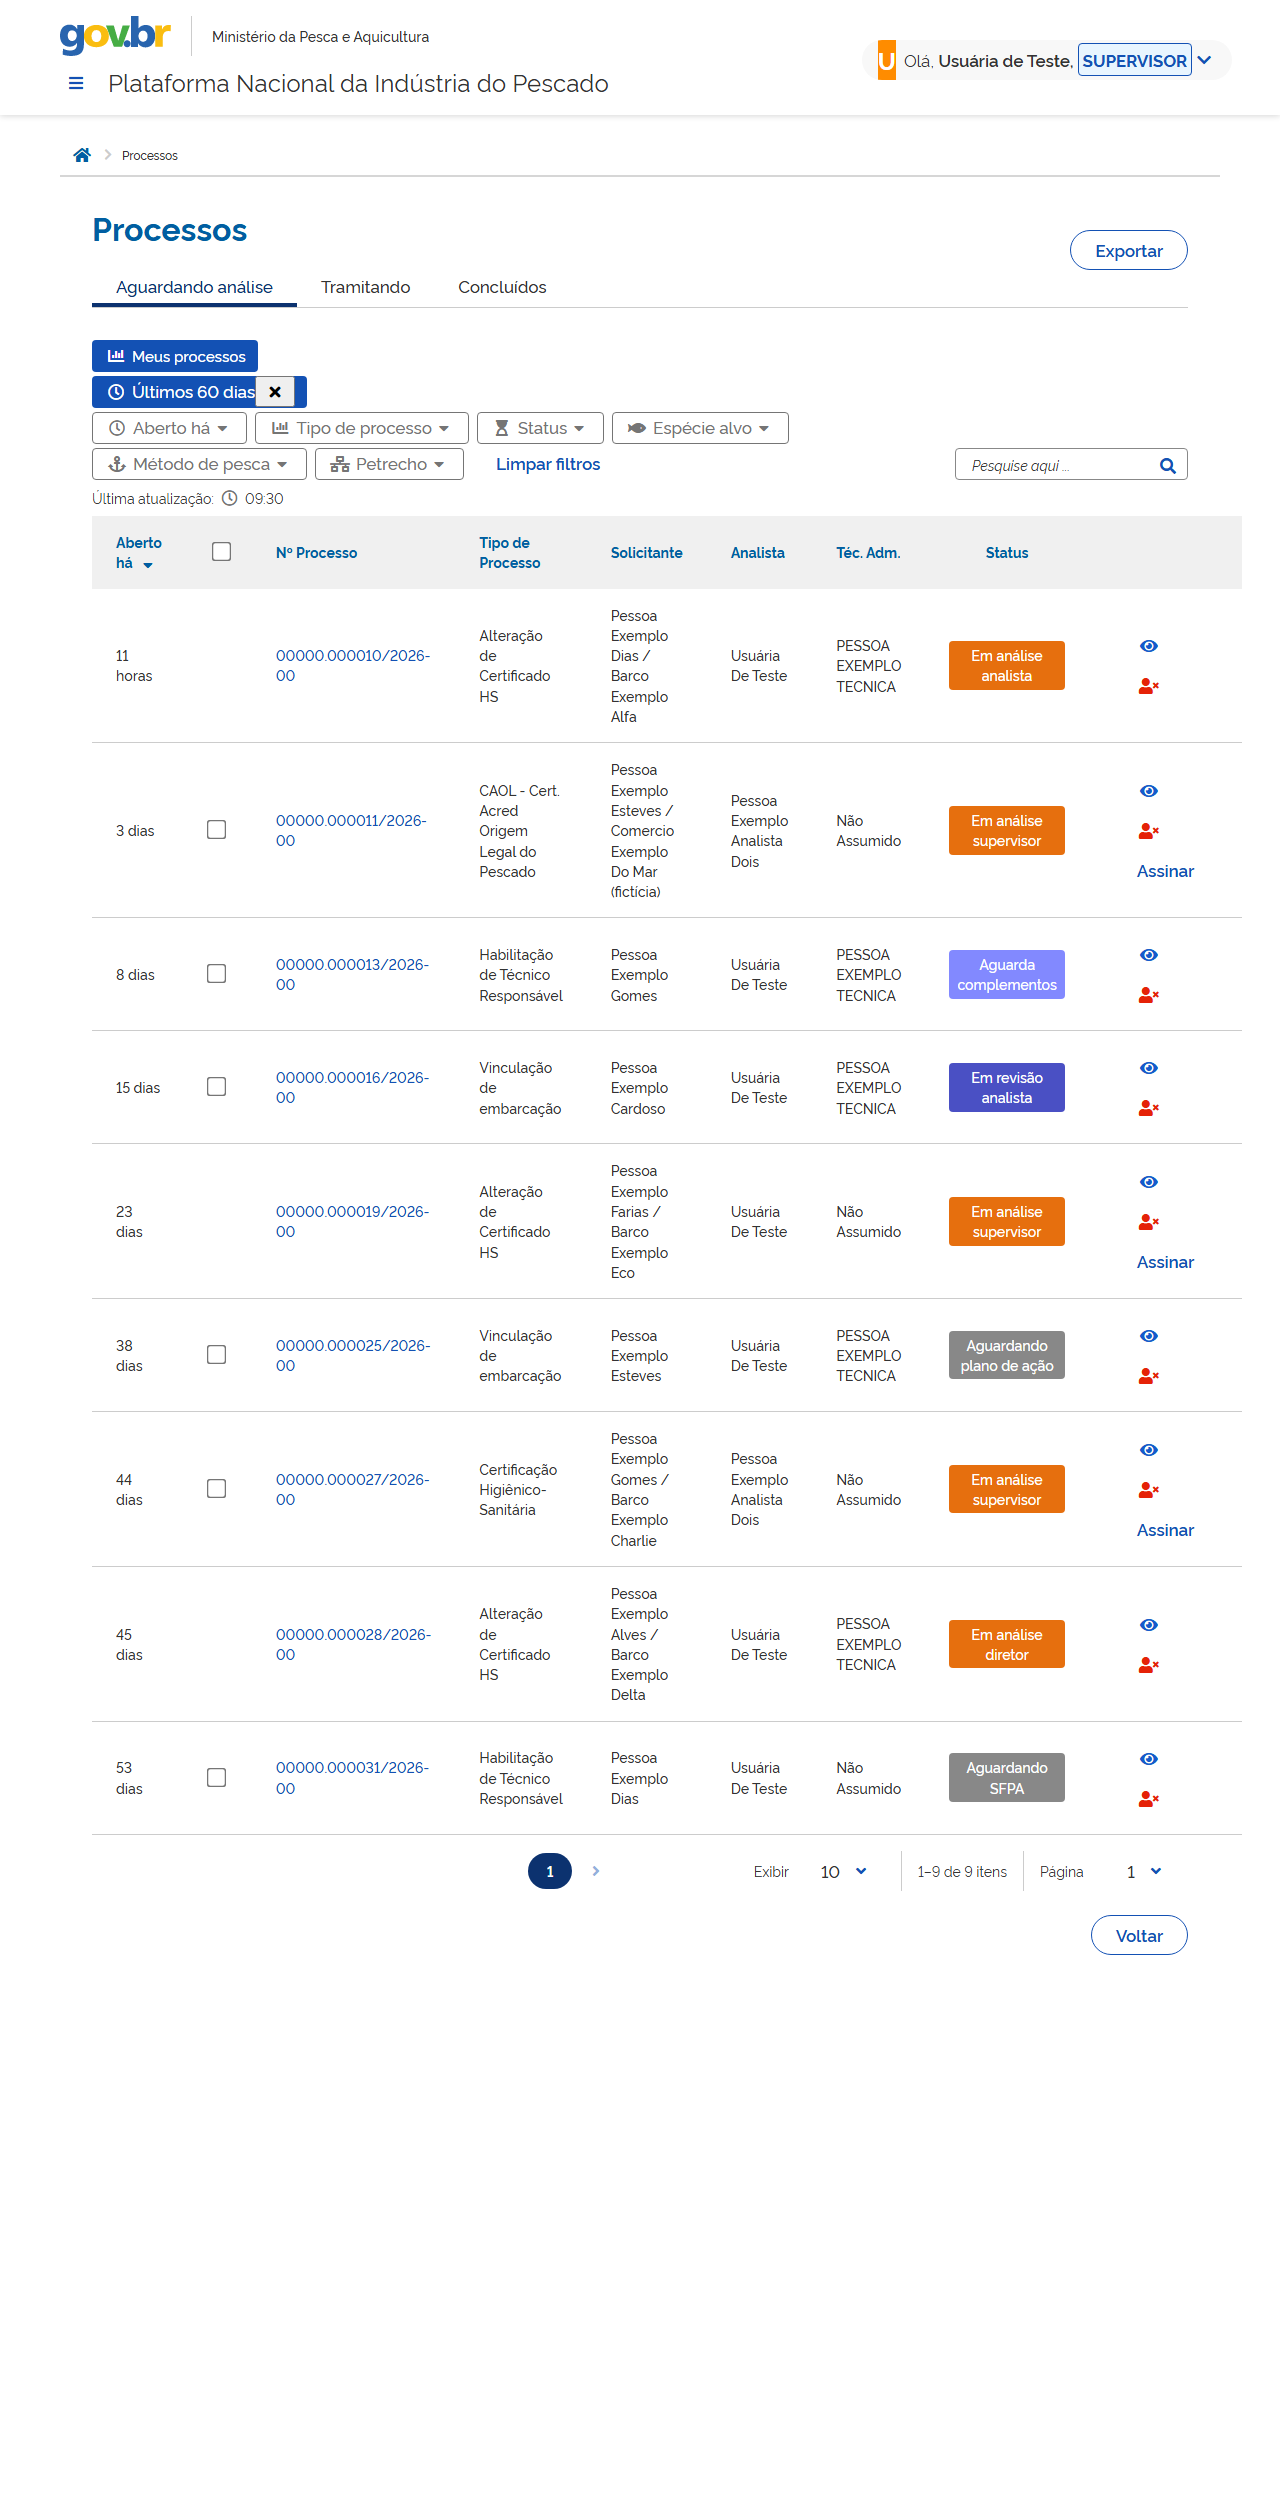 gov.br
Ministério da Pesca e Aquicultura
Plataforma Nacional da Indústria do Pescado
U Olá, Usuária de Teste, SUPERVISOR
Processos
Processos
Exportar
Aguardando análise Tramitando Concluídos
Meus processos
Últimos 60 dias
Aberto há Tipo de processo Status Espécie alvo
Método de pesca Petrecho Limpar filtros Pesquise aqui ...
Última atualização: 09:30
Aberto
há
Nº Processo
Tipo de
Processo
Solicitante
Analista
Téc. Adm.
Status
11
horas
00000.000010/2026-
00
Alteração
de
Certificado
HS
Pessoa
Exemplo
Dias /
Barco
Exemplo
Alfa
Usuária
De Teste
PESSOA
EXEMPLO
TECNICA
Em análise
analista
3 dias
00000.000011/2026-
00
CAOL - Cert.
Acred
Origem
Legal do
Pescado
Pessoa
Exemplo
Esteves /
Comercio
Exemplo
Do Mar
(fictícia)
Pessoa
Exemplo
Analista
Dois
Não
Assumido
Em análise
supervisor
Assinar
8 dias
00000.000013/2026-
00
Habilitação
de Técnico
Responsável
Pessoa
Exemplo
Gomes
Usuária
De Teste
PESSOA
EXEMPLO
TECNICA
Aguarda
complementos
15 dias
00000.000016/2026-
00
Vinculação
de
embarcação
Pessoa
Exemplo
Cardoso
Usuária
De Teste
PESSOA
EXEMPLO
TECNICA
Em revisão
analista
23
dias
00000.000019/2026-
00
Alteração
de
Certificado
HS
Pessoa
Exemplo
Farias /
Barco
Exemplo
Eco
Usuária
De Teste
Não
Assumido
Em análise
supervisor
Assinar
38
dias
00000.000025/2026-
00
Vinculação
de
embarcação
Pessoa
Exemplo
Esteves
Usuária
De Teste
PESSOA
EXEMPLO
TECNICA
Aguardando
plano de ação
44
dias
00000.000027/2026-
00
Certificação
Higiênico-
Sanitária
Pessoa
Exemplo
Gomes /
Barco
Exemplo
Charlie
Pessoa
Exemplo
Analista
Dois
Não
Assumido
Em análise
supervisor
Assinar
45
dias
00000.000028/2026-
00
Alteração
de
Certificado
HS
Pessoa
Exemplo
Alves /
Barco
Exemplo
Delta
Usuária
De Teste
PESSOA
EXEMPLO
TECNICA
Em análise
diretor
53
dias
00000.000031/2026-
00
Habilitação
de Técnico
Responsável
Pessoa
Exemplo
Dias
Usuária
De Teste
Não
Assumido
Aguardando
SFPA
1 Exibir 10 1–9 de 9 itens Página 1
Voltar